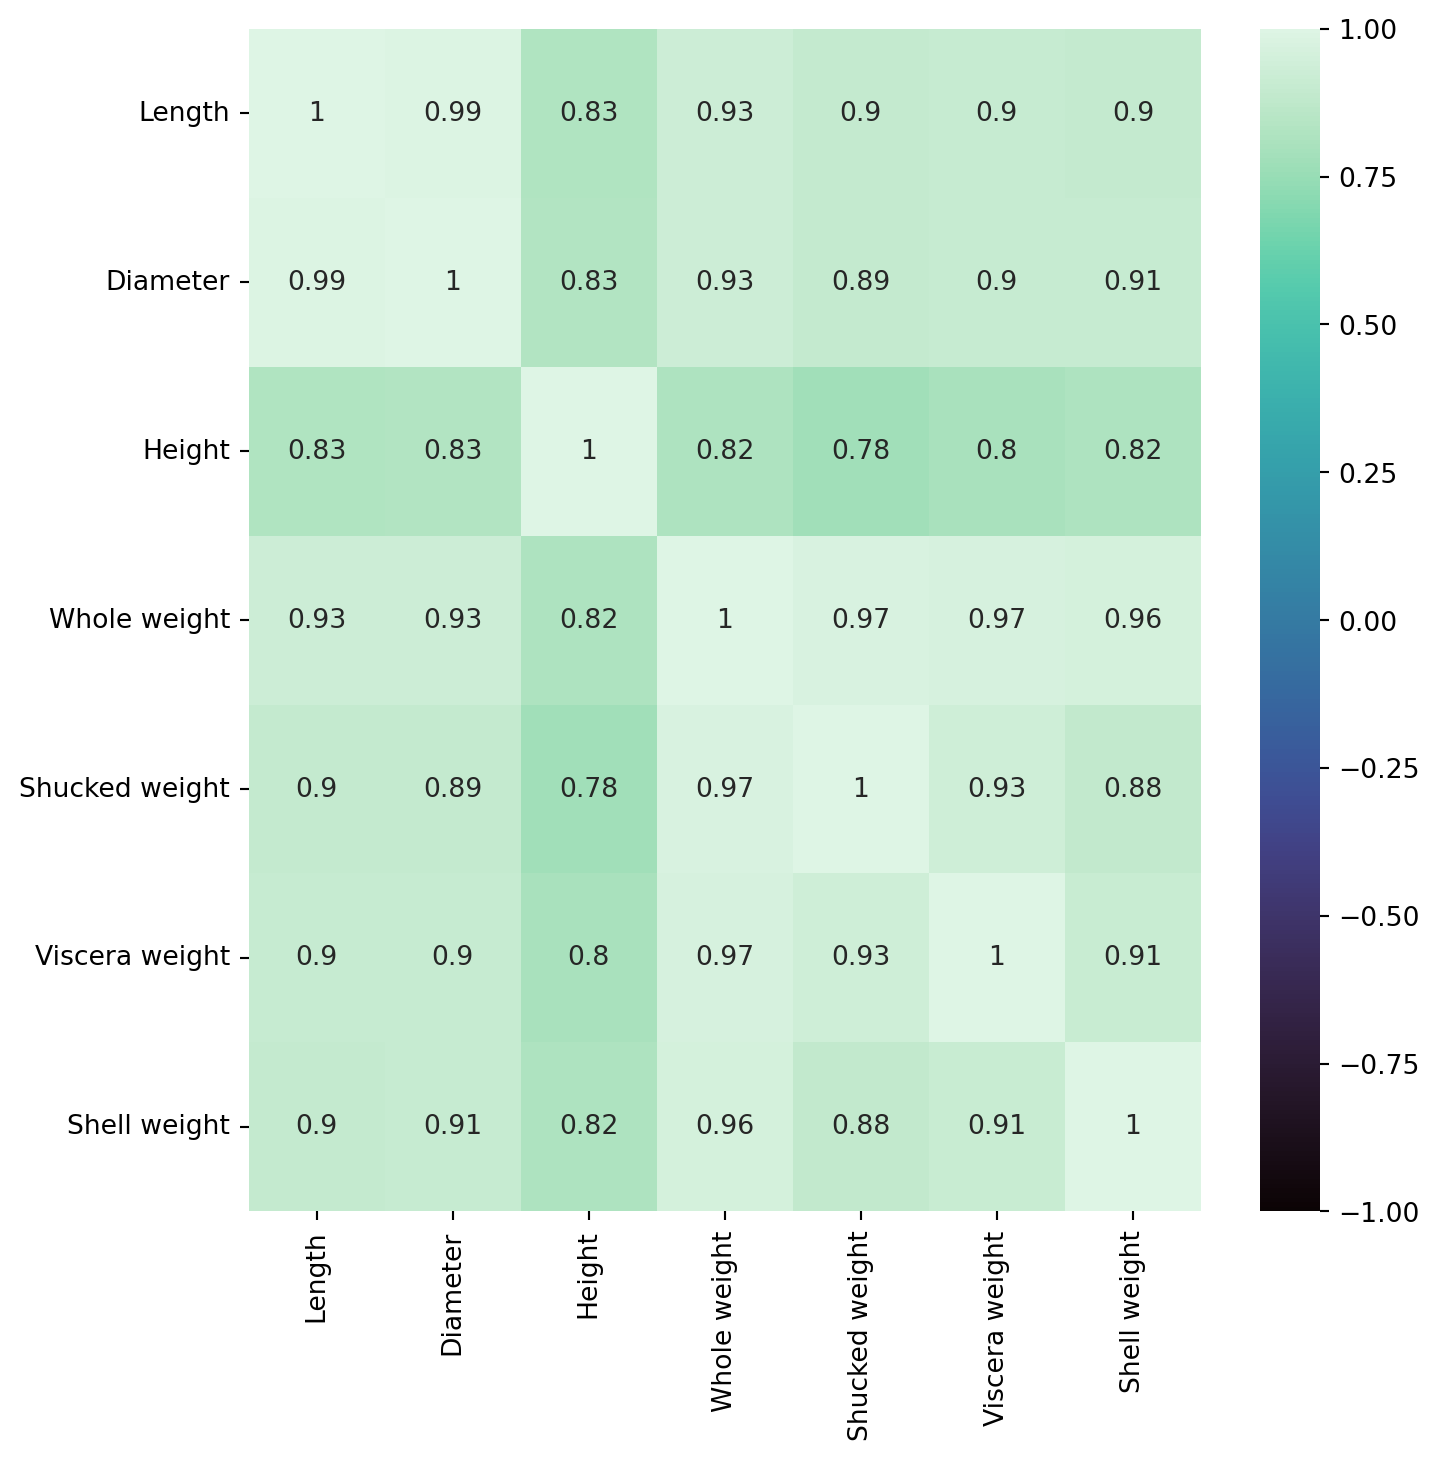 Length 1 0.99 0.83 0.93 0.9 0.9 0.9
Diameter 0.99 1 0.83 0.93 0.89 0.9 0.91
Height 0.83 0.83 1 0.82 0.78 0.8 0.82
Whole weight 0.93 0.93 0.82 1 0.97 0.97 0.96
Shucked weight 0.9 0.89 0.78 0.97 1 0.93 0.88
Viscera weight 0.9 0.9 0.8 0.97 0.93 1 0.91
Shell weight 0.9 0.91 0.82 0.96 0.88 0.91 1
Length
Diameter
Height
Whole weight
Shucked weight
Viscera weight
Shell weight
1.00
0.75
0.50
0.25
0.00
−0.25
−0.50
−0.75
−1.00